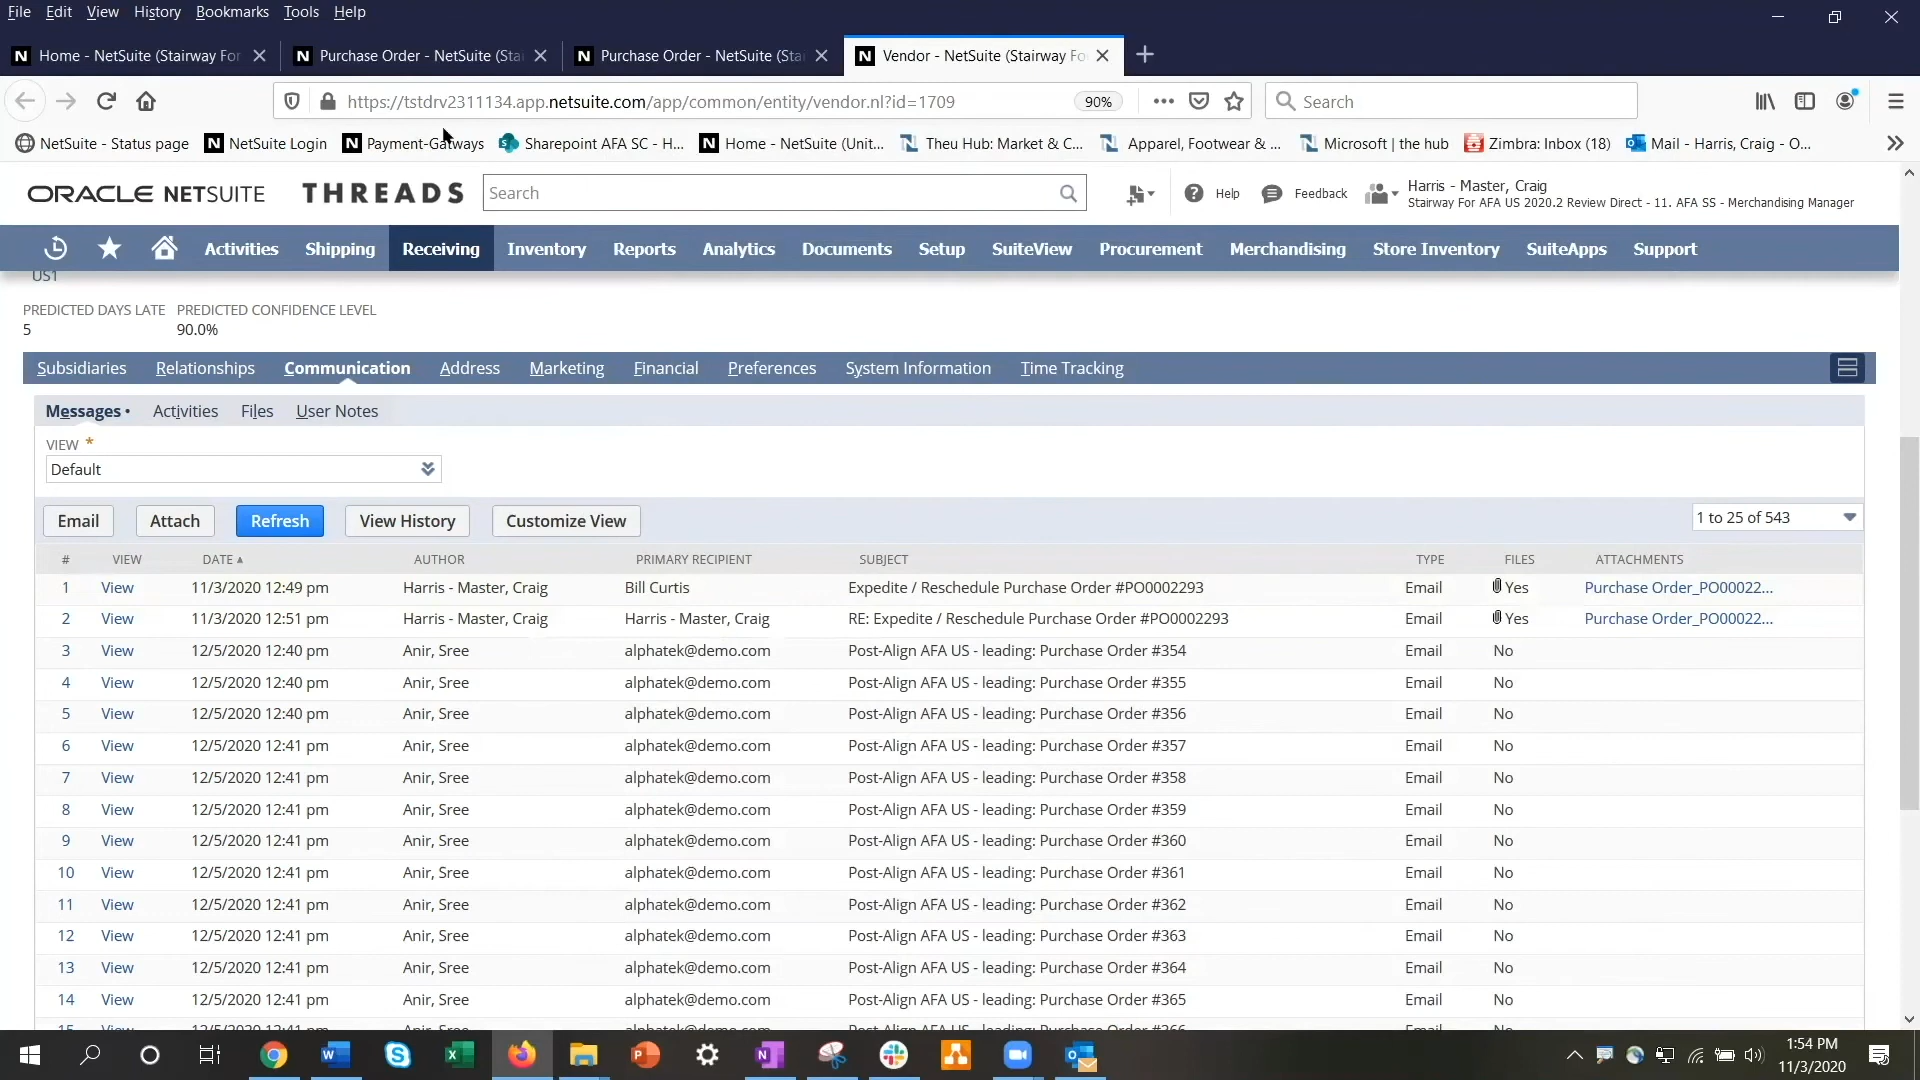 File Edit View History Bookmarks Tools Help
Home - NetSuite (Stairway For
Purchase Order - NetSuite (Stai
Purchase Order - NetSuite (Stai
Vendor - NetSuite (Stairway Fo
https://tstdrv2311134.app.netsuite.com/app/common/entity/vendor.nl?id=1709
90%
Search
NetSuite - Status page
NetSuite Login
Payment-Gatways
Sharepoint AFA SC - H...
Home - NetSuite (Unit...
Theu Hub: Market & C...
Apparel, Footwear & ...
Microsoft | the hub
Zimbra: Inbox (18)
Mail - Harris, Craig - O...
ORACLE NETSUITE
THREADS
Search
Help
Feedback
Harris - Master, Craig
Stairway For AFA US 2020.2 Review Direct - 11. AFA SS - Merchandising Manager
Activities Shipping Receiving Inventory Reports Analytics Documents Setup SuiteView Procurement Merchandising Store Inventory SuiteApps Support
US1
PREDICTED DAYS LATE PREDICTED CONFIDENCE LEVEL
5 90.0%
Subsidiaries Relationships Communication Address Marketing Financial Preferences System Information Time Tracking
Messages • Activities Files User Notes
VIEW *
Default
Email Attach Refresh View History Customize View
1 to 25 of 543
# VIEW DATE AUTHOR PRIMARY RECIPIENT SUBJECT TYPE FILES ATTACHMENTS
1 View 11/3/2020 12:49 pm Harris - Master, Craig Bill Curtis Expedite / Reschedule Purchase Order #PO0002293 Email Yes Purchase Order_PO00022...
2 View 11/3/2020 12:51 pm Harris - Master, Craig Harris - Master, Craig RE: Expedite / Reschedule Purchase Order #PO0002293 Email Yes Purchase Order_PO00022...
3 View 12/5/2020 12:40 pm Anir, Sree alphatek@demo.com Post-Align AFA US - leading: Purchase Order #354 Email No
4 View 12/5/2020 12:40 pm Anir, Sree alphatek@demo.com Post-Align AFA US - leading: Purchase Order #355 Email No
5 View 12/5/2020 12:40 pm Anir, Sree alphatek@demo.com Post-Align AFA US - leading: Purchase Order #356 Email No
6 View 12/5/2020 12:41 pm Anir, Sree alphatek@demo.com Post-Align AFA US - leading: Purchase Order #357 Email No
7 View 12/5/2020 12:41 pm Anir, Sree alphatek@demo.com Post-Align AFA US - leading: Purchase Order #358 Email No
8 View 12/5/2020 12:41 pm Anir, Sree alphatek@demo.com Post-Align AFA US - leading: Purchase Order #359 Email No
9 View 12/5/2020 12:41 pm Anir, Sree alphatek@demo.com Post-Align AFA US - leading: Purchase Order #360 Email No
10 View 12/5/2020 12:41 pm Anir, Sree alphatek@demo.com Post-Align AFA US - leading: Purchase Order #361 Email No
11 View 12/5/2020 12:41 pm Anir, Sree alphatek@demo.com Post-Align AFA US - leading: Purchase Order #362 Email No
12 View 12/5/2020 12:41 pm Anir, Sree alphatek@demo.com Post-Align AFA US - leading: Purchase Order #363 Email No
13 View 12/5/2020 12:41 pm Anir, Sree alphatek@demo.com Post-Align AFA US - leading: Purchase Order #364 Email No
14 View 12/5/2020 12:41 pm Anir, Sree alphatek@demo.com Post-Align AFA US - leading: Purchase Order #365 Email No
1:54 PM
11/3/2020